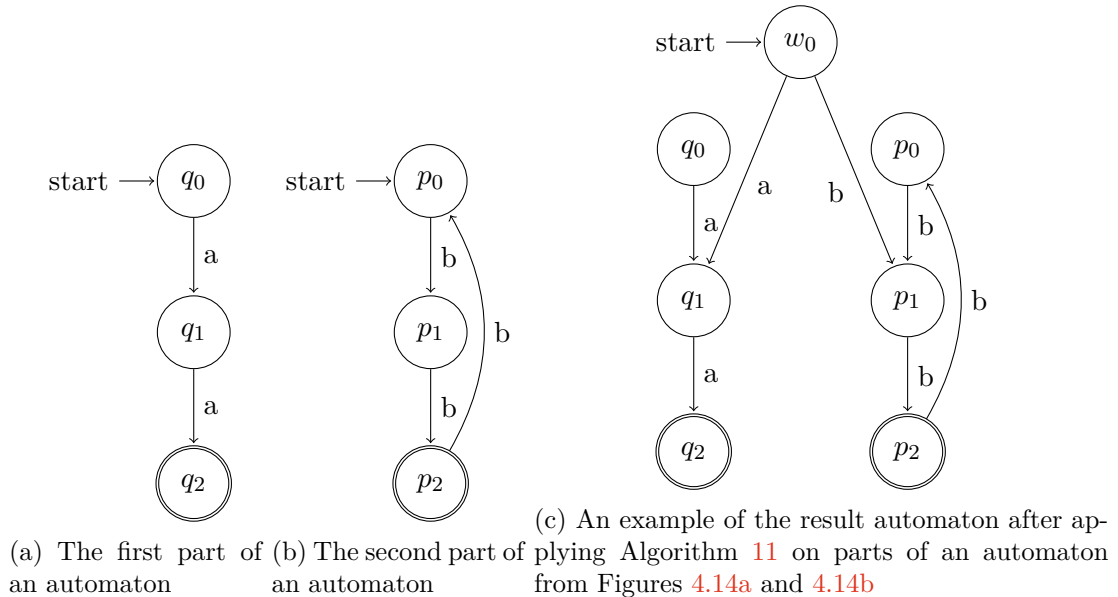 start q0
a
q1
a
q2
(a) The first part of
an automaton
start p0
b
p1
b
b
p2
(b) The second part of
an automaton
start w0
q0 p0
a a b b
q1 p1
b
a b
q2 p2
(c) An example of the result automaton after ap-
plying Algorithm 11 on parts of an automaton
from Figures 4.14a and 4.14b